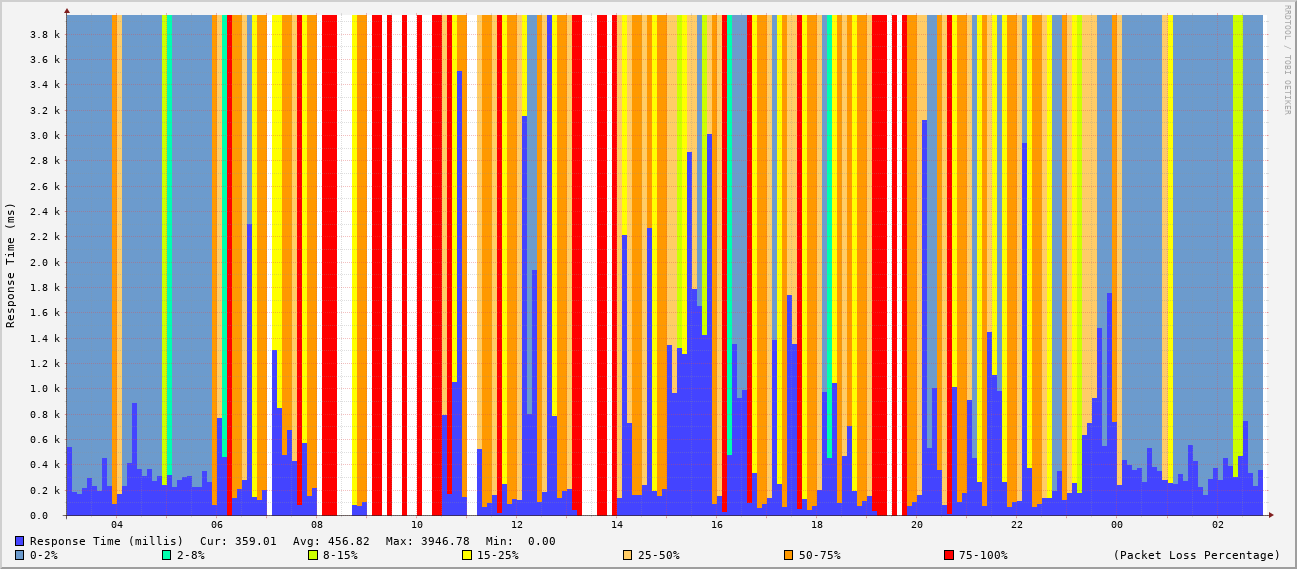 RRDTOOL / TOBI OETIKER
Response Time (ms)
3.8 k
3.6 k
3.4 k
3.2 k
3.0 k
2.8 k
2.6 k
2.4 k
2.2 k
2.0 k
1.8 k
1.6 k
1.4 k
1.2 k
1.0 k
0.8 k
0.6 k
0.4 k
0.2 k
0.0
04 06 08 10 12 14 16 18 20 22 00 02
Response Time (millis) Cur: 359.01 Avg: 456.82 Max: 3946.78 Min: 0.00
0-2% 2-8% 8-15% 15-25% 25-50% 50-75% 75-100% (Packet Loss Percentage)